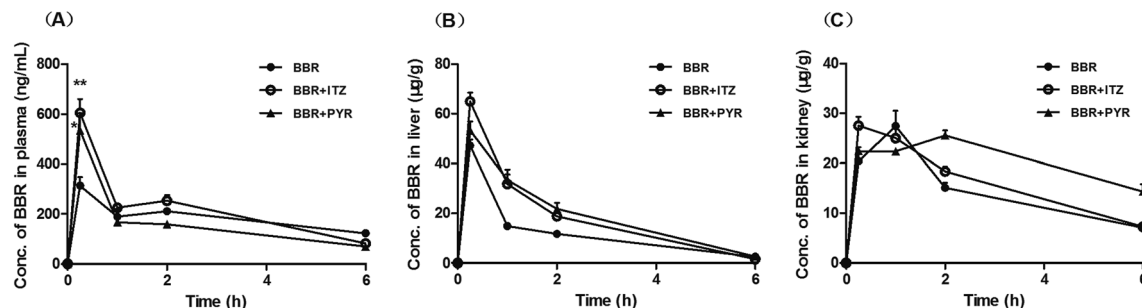 (A)
Conc. of BBR in plasma (ng/mL)
800
600
400
200
0
**
*
BBR
BBR+ITZ
BBR+PYR
0
2
4
6
Time (h)
(B)
Conc. of BBR in liver (μg/g)
80
60
40
20
0
BBR
BBR+ITZ
BBR+PYR
0
2
4
6
Time (h)
(C)
Conc. of BBR in kidney (μg/g)
40
30
20
10
0
BBR
BBR+ITZ
BBR+PYR
0
2
4
6
Time (h)